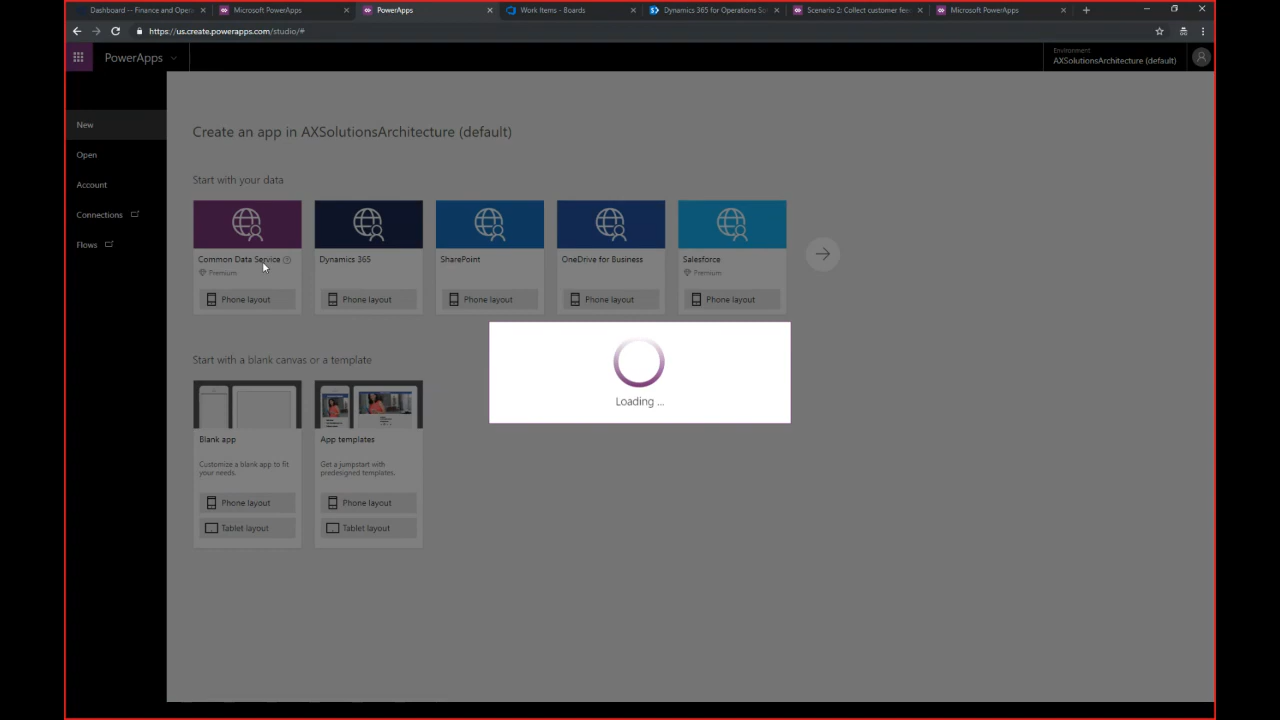 Dashboard -- Finance and Opera
Microsoft PowerApps
PowerApps
Work Items - Boards
Dynamics 365 for Operations So
Scenario 2: Collect customer fee
Microsoft PowerApps
https://us.create.powerapps.com/studio/#
PowerApps
Environment
AXSolutionsArchitecture (default)
New
Open
Account
Connections
Flows
Create an app in AXSolutionsArchitecture (default)
Start with your data
Common Data Service
Premium
Phone layout
Dynamics 365
Phone layout
SharePoint
Phone layout
OneDrive for Business
Phone layout
Salesforce
Premium
Phone layout
Loading ...
Start with a blank canvas or a template
Blank app
Customize a blank app to fit
your needs.
Phone layout
Tablet layout
App templates
Get a jumpstart with
predesigned templates.
Phone layout
Tablet layout